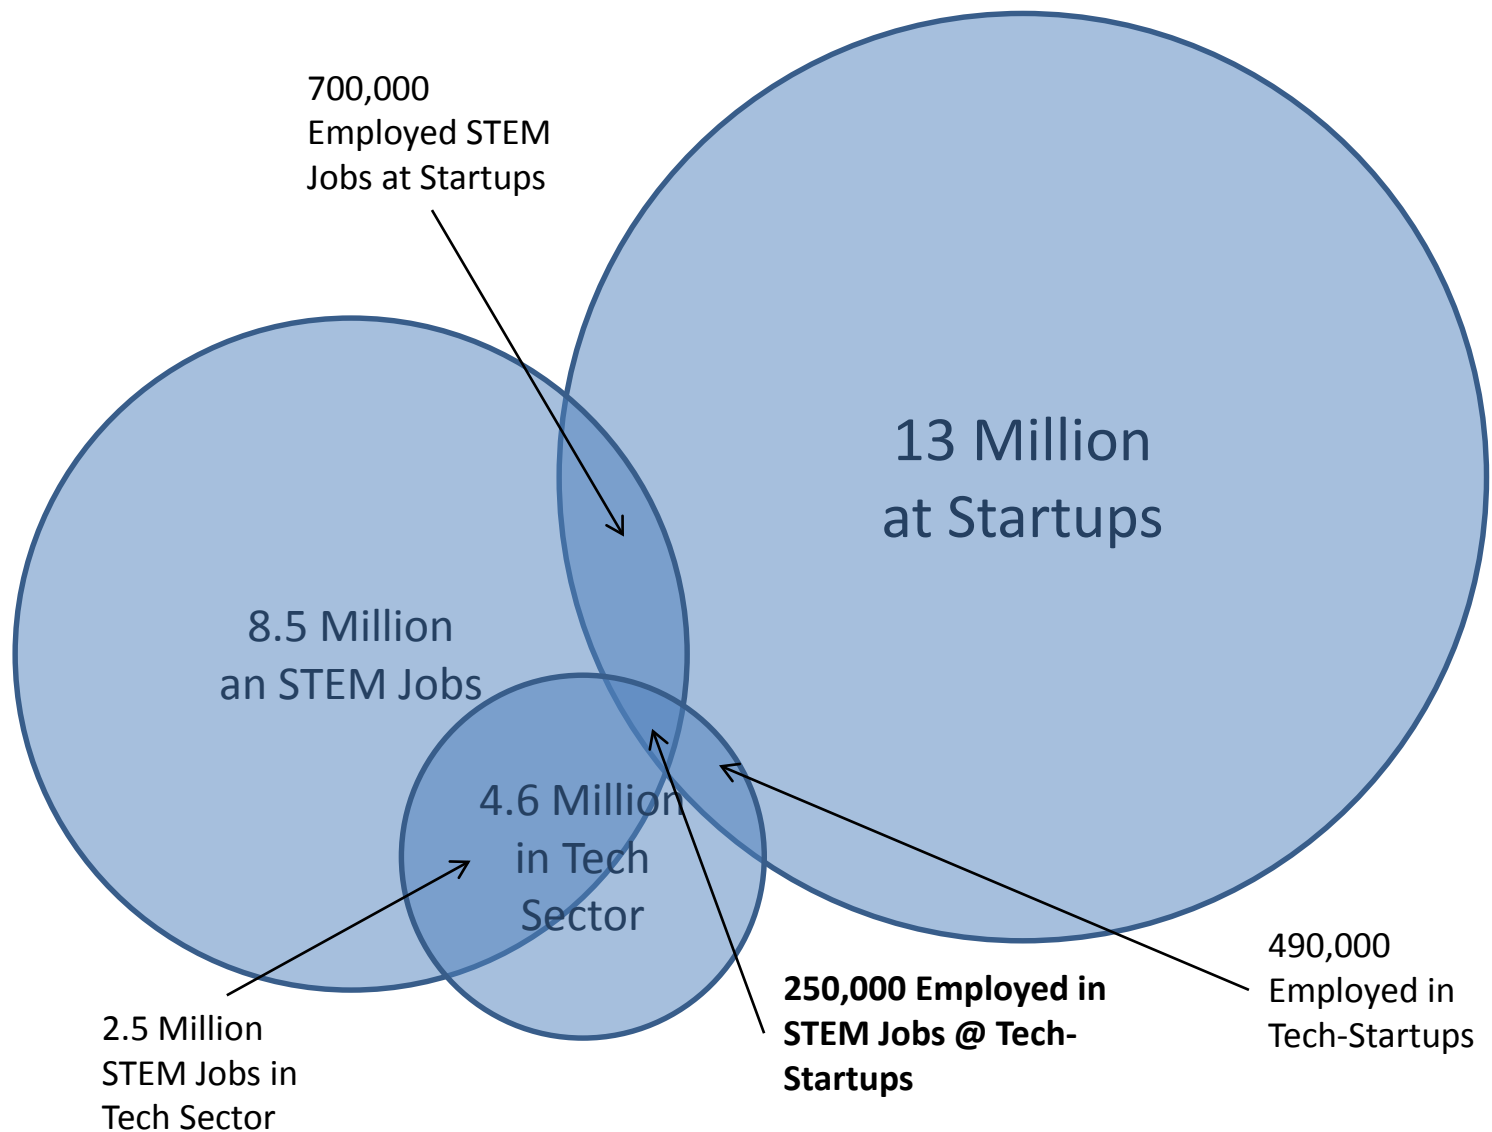 700,000
Employed STEM
Jobs at Startups
13 Million
at Startups
8.5 Million
an STEM Jobs
4.6 Million
in Tech
Sector
2.5 Million
STEM Jobs in
Tech Sector
250,000 Employed in
STEM Jobs @ Tech-
Startups
490,000
Employed in
Tech-Startups